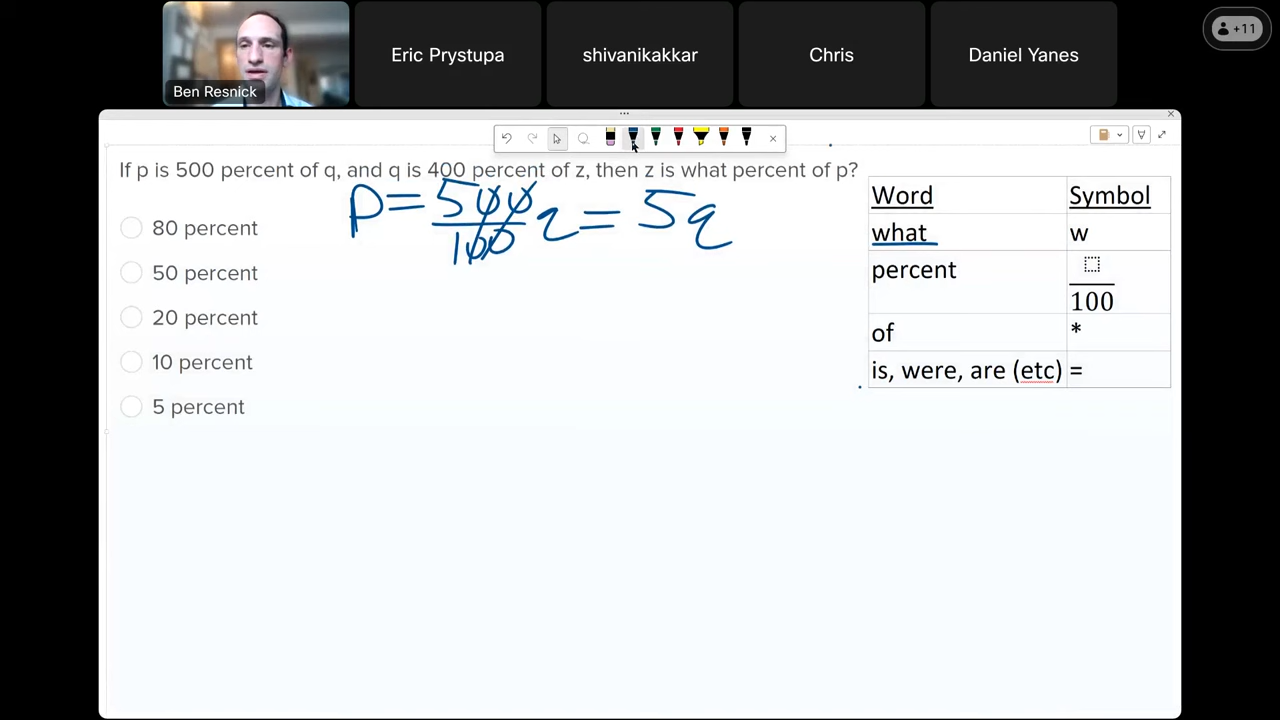 +11
Eric Prystupa
shivanikakkar
Chris
Daniel Yanes
Ben Resnick
If p is 500 percent of q, and q is 400 percent of z, then z is what percent of p?
p = 500/100 q = 5q
80 percent
50 percent
20 percent
10 percent
5 percent
Word Symbol
what w
percent □/100
of *
is, were, are (etc) =